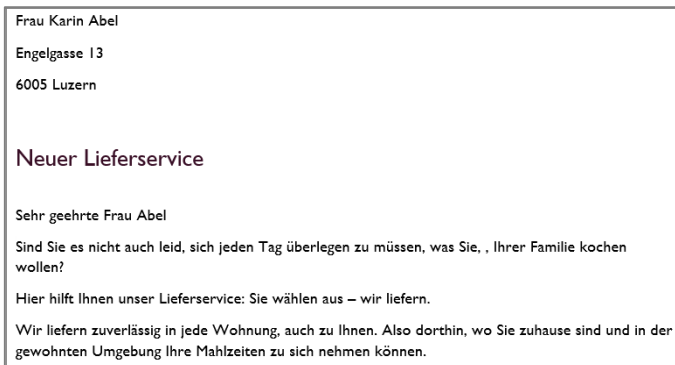 Frau Karin Abel
Engelgasse 13
6005 Luzern
Neuer Lieferservice
Sehr geehrte Frau Abel
Sind Sie es nicht auch leid, sich jeden Tag überlegen zu müssen, was Sie, , Ihrer Familie kochen
wollen?
Hier hilft Ihnen unser Lieferservice: Sie wählen aus – wir liefern.
Wir liefern zuverlässig in jede Wohnung, auch zu Ihnen. Also dorthin, wo Sie zuhause sind und in der
gewohnten Umgebung Ihre Mahlzeiten zu sich nehmen können.